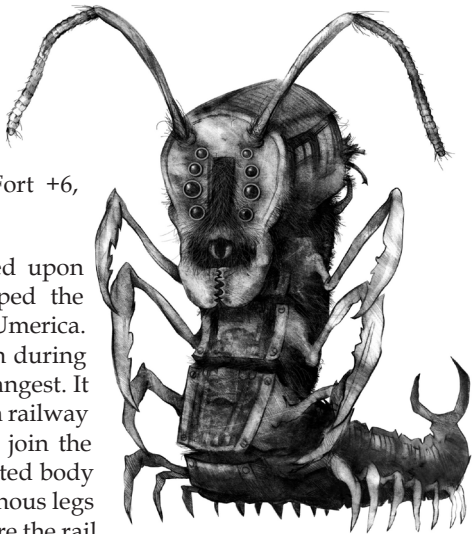 Fort +6,
ed upon
ped the
Umerica.
n during
angest. It
n railway
join the
ted body
nous legs
re the rail